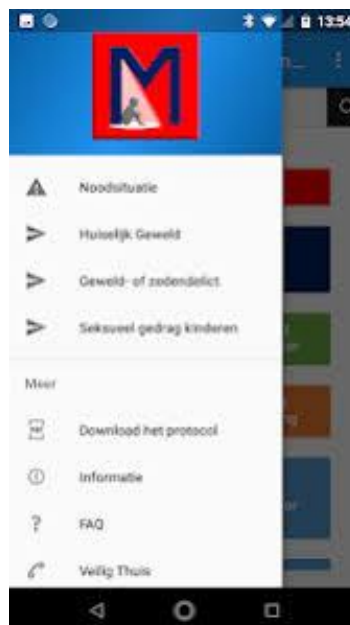 13:54
M
Noodsituatie
Huiselijk Geweld
Geweld- of zedendelict
Seksueel gedrag kinderen
Meer
Download het protocol
Informatie
? FAQ
Veilig Thuis